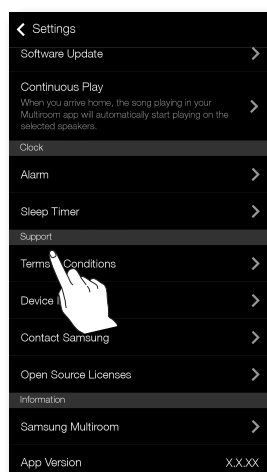 Settings
Software Update
Continuous Play
When you arrive home, the song playing in your
Multiroom app will automatically start playing on the
selected speakers.
Clock
Alarm
Sleep Timer
Support
Terms Conditions
Device
Contact Samsung
Open Source Licenses
Information
Samsung Multiroom
App Version X.X.XX